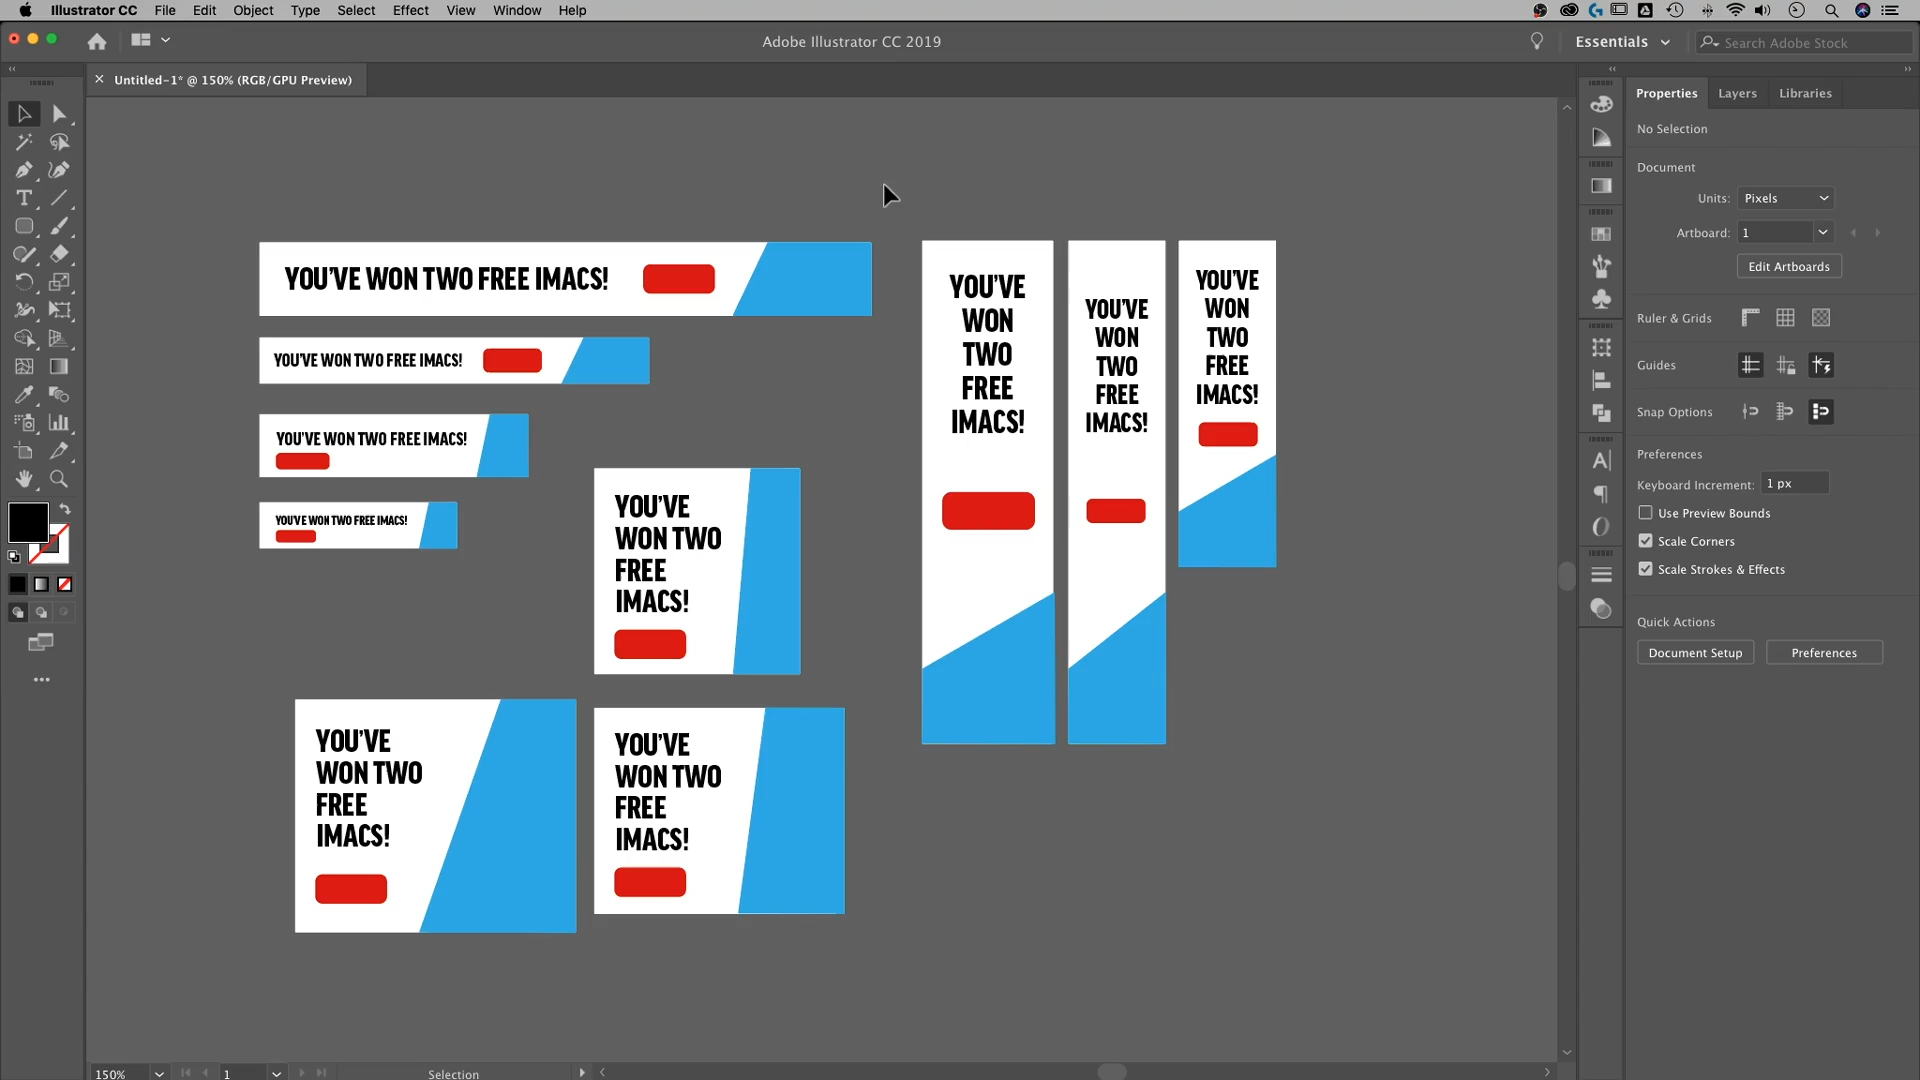 Illustrator CC File Edit Object Type Select Effect View Window Help
Adobe Illustrator CC 2019
Essentials
Search Adobe Stock
Untitled-1* @ 150% (RGB/GPU Preview)
YOU’VE WON TWO FREE IMACS!
YOU’VE WON TWO FREE IMACS!
YOU’VE WON TWO FREE IMACS!
YOU’VE WON TWO FREE IMACS!
YOU’VE
WON TWO
FREE
IMACS!
YOU’VE
WON TWO
FREE
IMACS!
YOU’VE
WON TWO
FREE
IMACS!
YOU’VE
WON
TWO
FREE
IMACS!
YOU’VE
WON
TWO
FREE
IMACS!
YOU’VE
WON
TWO
FREE
IMACS!
Properties Layers Libraries
No Selection
Document
Units: Pixels
Artboard: 1
Edit Artboards
Ruler & Grids
Guides
Snap Options
Preferences
Keyboard Increment: 1 px
Use Preview Bounds
Scale Corners
Scale Strokes & Effects
Quick Actions
Document Setup Preferences
150% 1 Selection